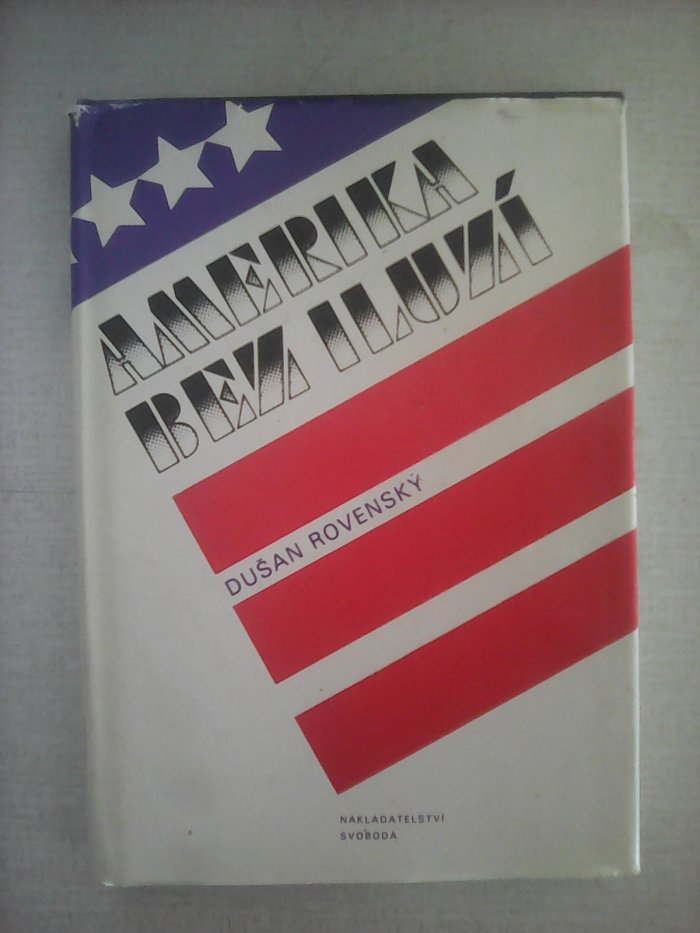 AMERIKA
BEZ ILUZÍ
DUŠAN ROVENSKÝ
NAKLADATELSTVÍ
SVOBODA